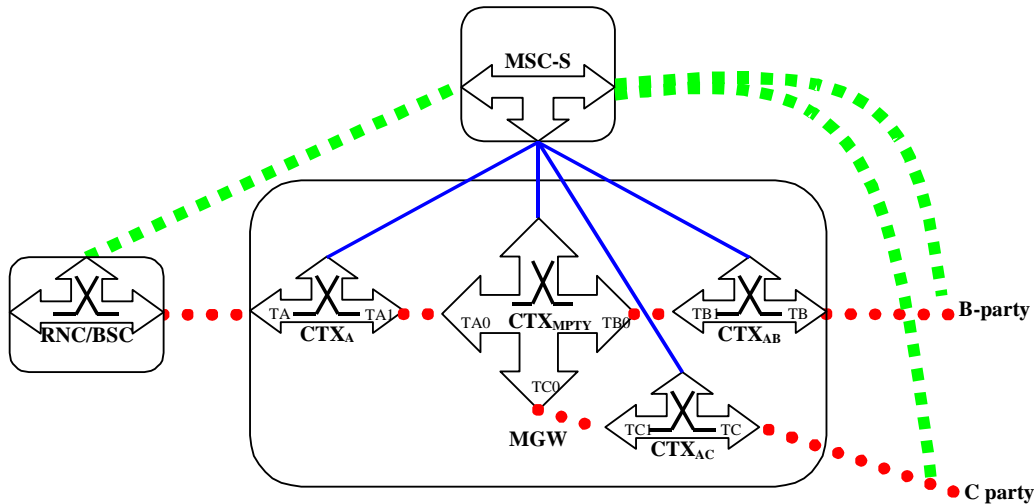 MSC-S
RNC/BSC
TA
TA1
CTXA
TA0
CTXMPTY
TB0
TB1
TB
CTXAB
B-party
TC0
MGW
TC1
TC
CTXAC
C party